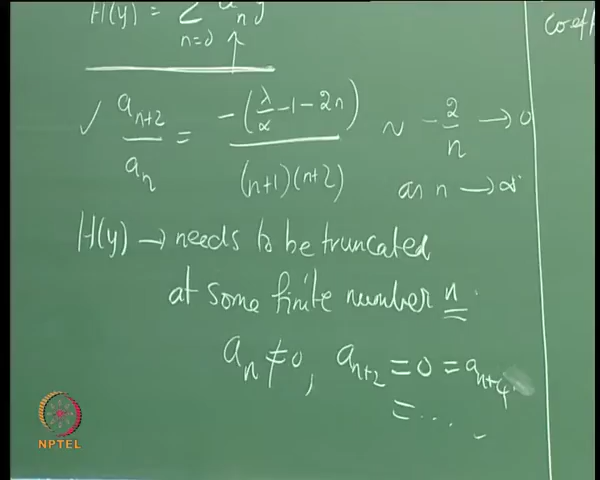 H(y) = Σ n=0 a_n y
coeff
✓ a_{n+2} / a_n = -(λ/α - 1 - 2n) / (n+1)(n+2) ~ -2/n → 0
as n → ∞
H(y) → needs to be truncated
at some finite number n.
a_n ≠ 0, a_{n+2} = 0 = a_{n+4}
= ....
NPTEL